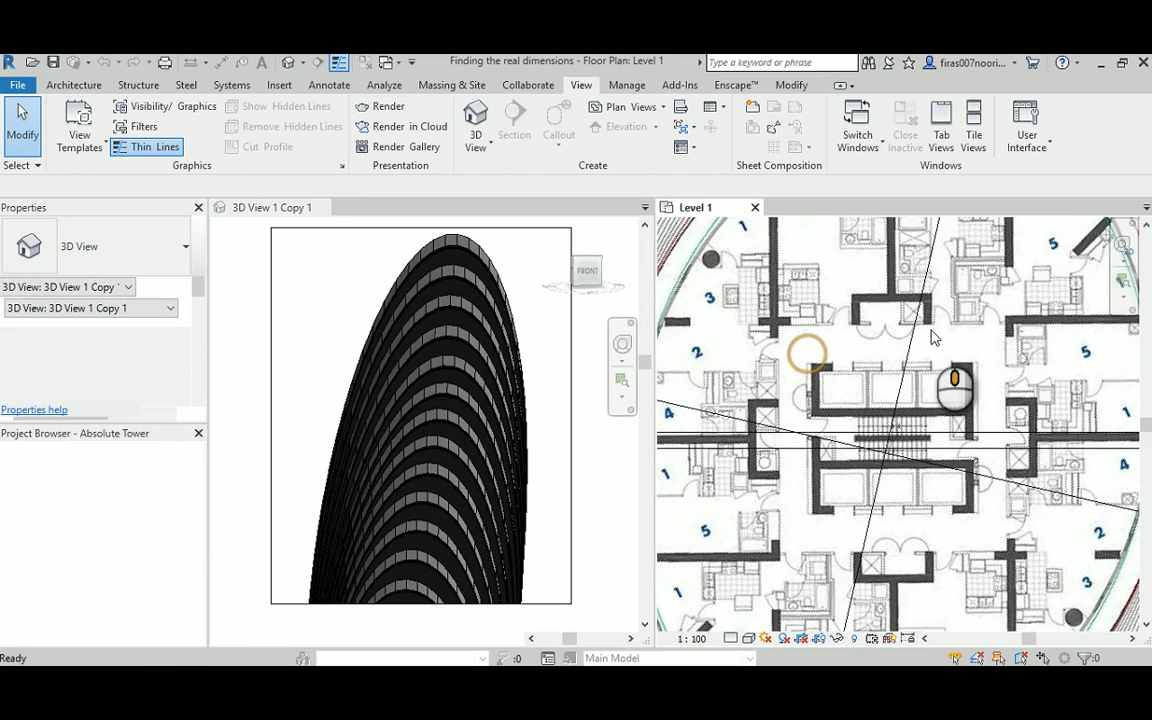 Finding the real dimensions - Floor Plan: Level 1
Type a keyword or phrase
firas007noori...
File Architecture Structure Steel Systems Insert Annotate Analyze Massing & Site Collaborate View Manage Add-Ins Enscape™ Modify
Modify
View
Templates
Visibility/ Graphics
Filters
Thin Lines
Show Hidden Lines
Remove Hidden Lines
Cut Profile
Render
Render in Cloud
Render Gallery
3D
View
Section
Callout
Plan Views
Elevation
Switch
Windows
Close
Inactive
Tab
Views
Tile
Views
User
Interface
Select
Graphics
Presentation
Create
Sheet Composition
Windows
Properties
3D View
3D View: 3D View 1 Copy 1
3D View: 3D View 1 Copy 1
Properties help
Project Browser - Absolute Tower
3D View 1 Copy 1
FRONT
Level 1
1
5
3
2
5
4
1
1
4
5
2
1
3
1 : 100
Ready
:0
Main Model
:0